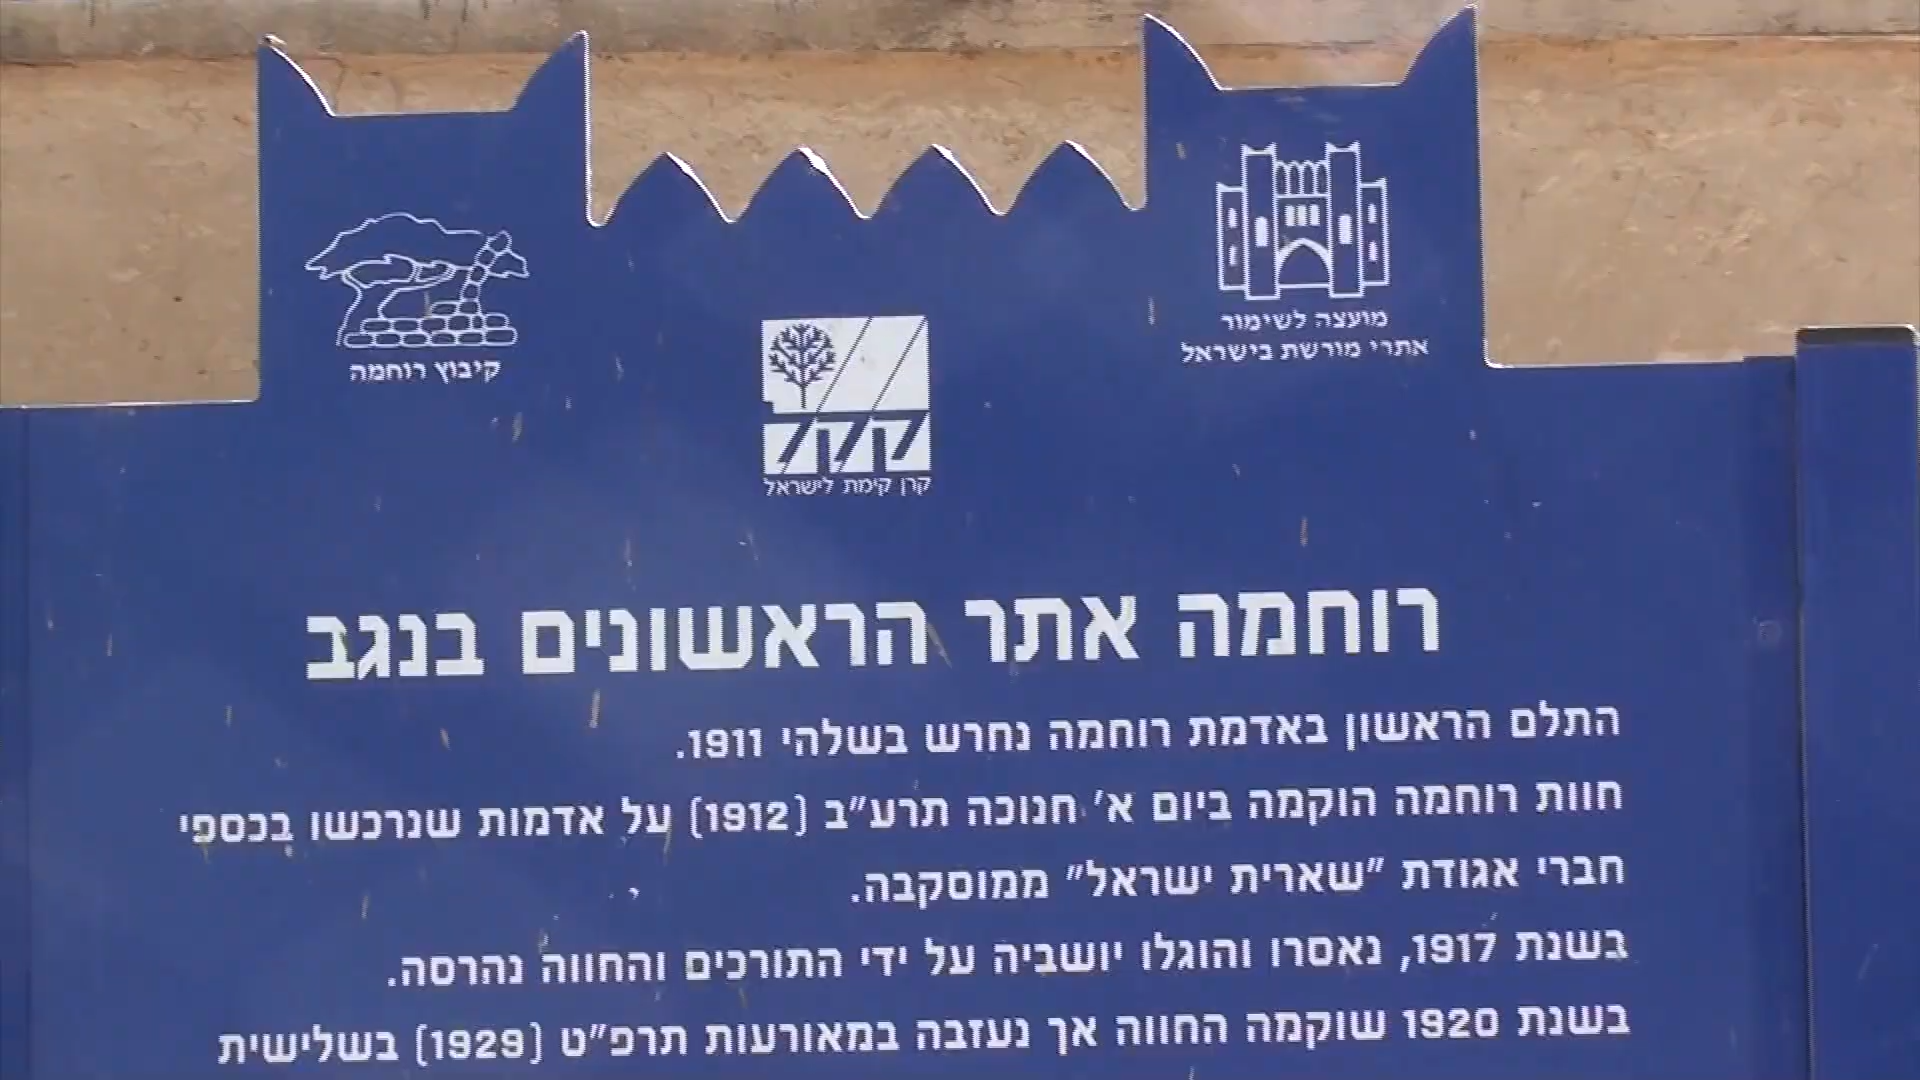 קיבוץ רוחמה
מועצה לשימור
אתרי מורשת בישראל
קקל
קרן קימת לישראל
רוחמה אתר הראשונים בנגב
התלם הראשון באדמת רוחמה נחרש בשלהי 1911.
חוות רוחמה הוקמה ביום א' חנוכה תרע"ב (1912) על אדמות שנרכשו בכספי
חברי אגודת "שארית ישראל" ממוסקבה.
בשנת 1917, נאסרו והוגלו יושביה על ידי התורכים והחווה נהרסה.
בשנת 1920 שוקמה החווה אך נעזבה במאורעות תרפ"ט (1929) בשלישית